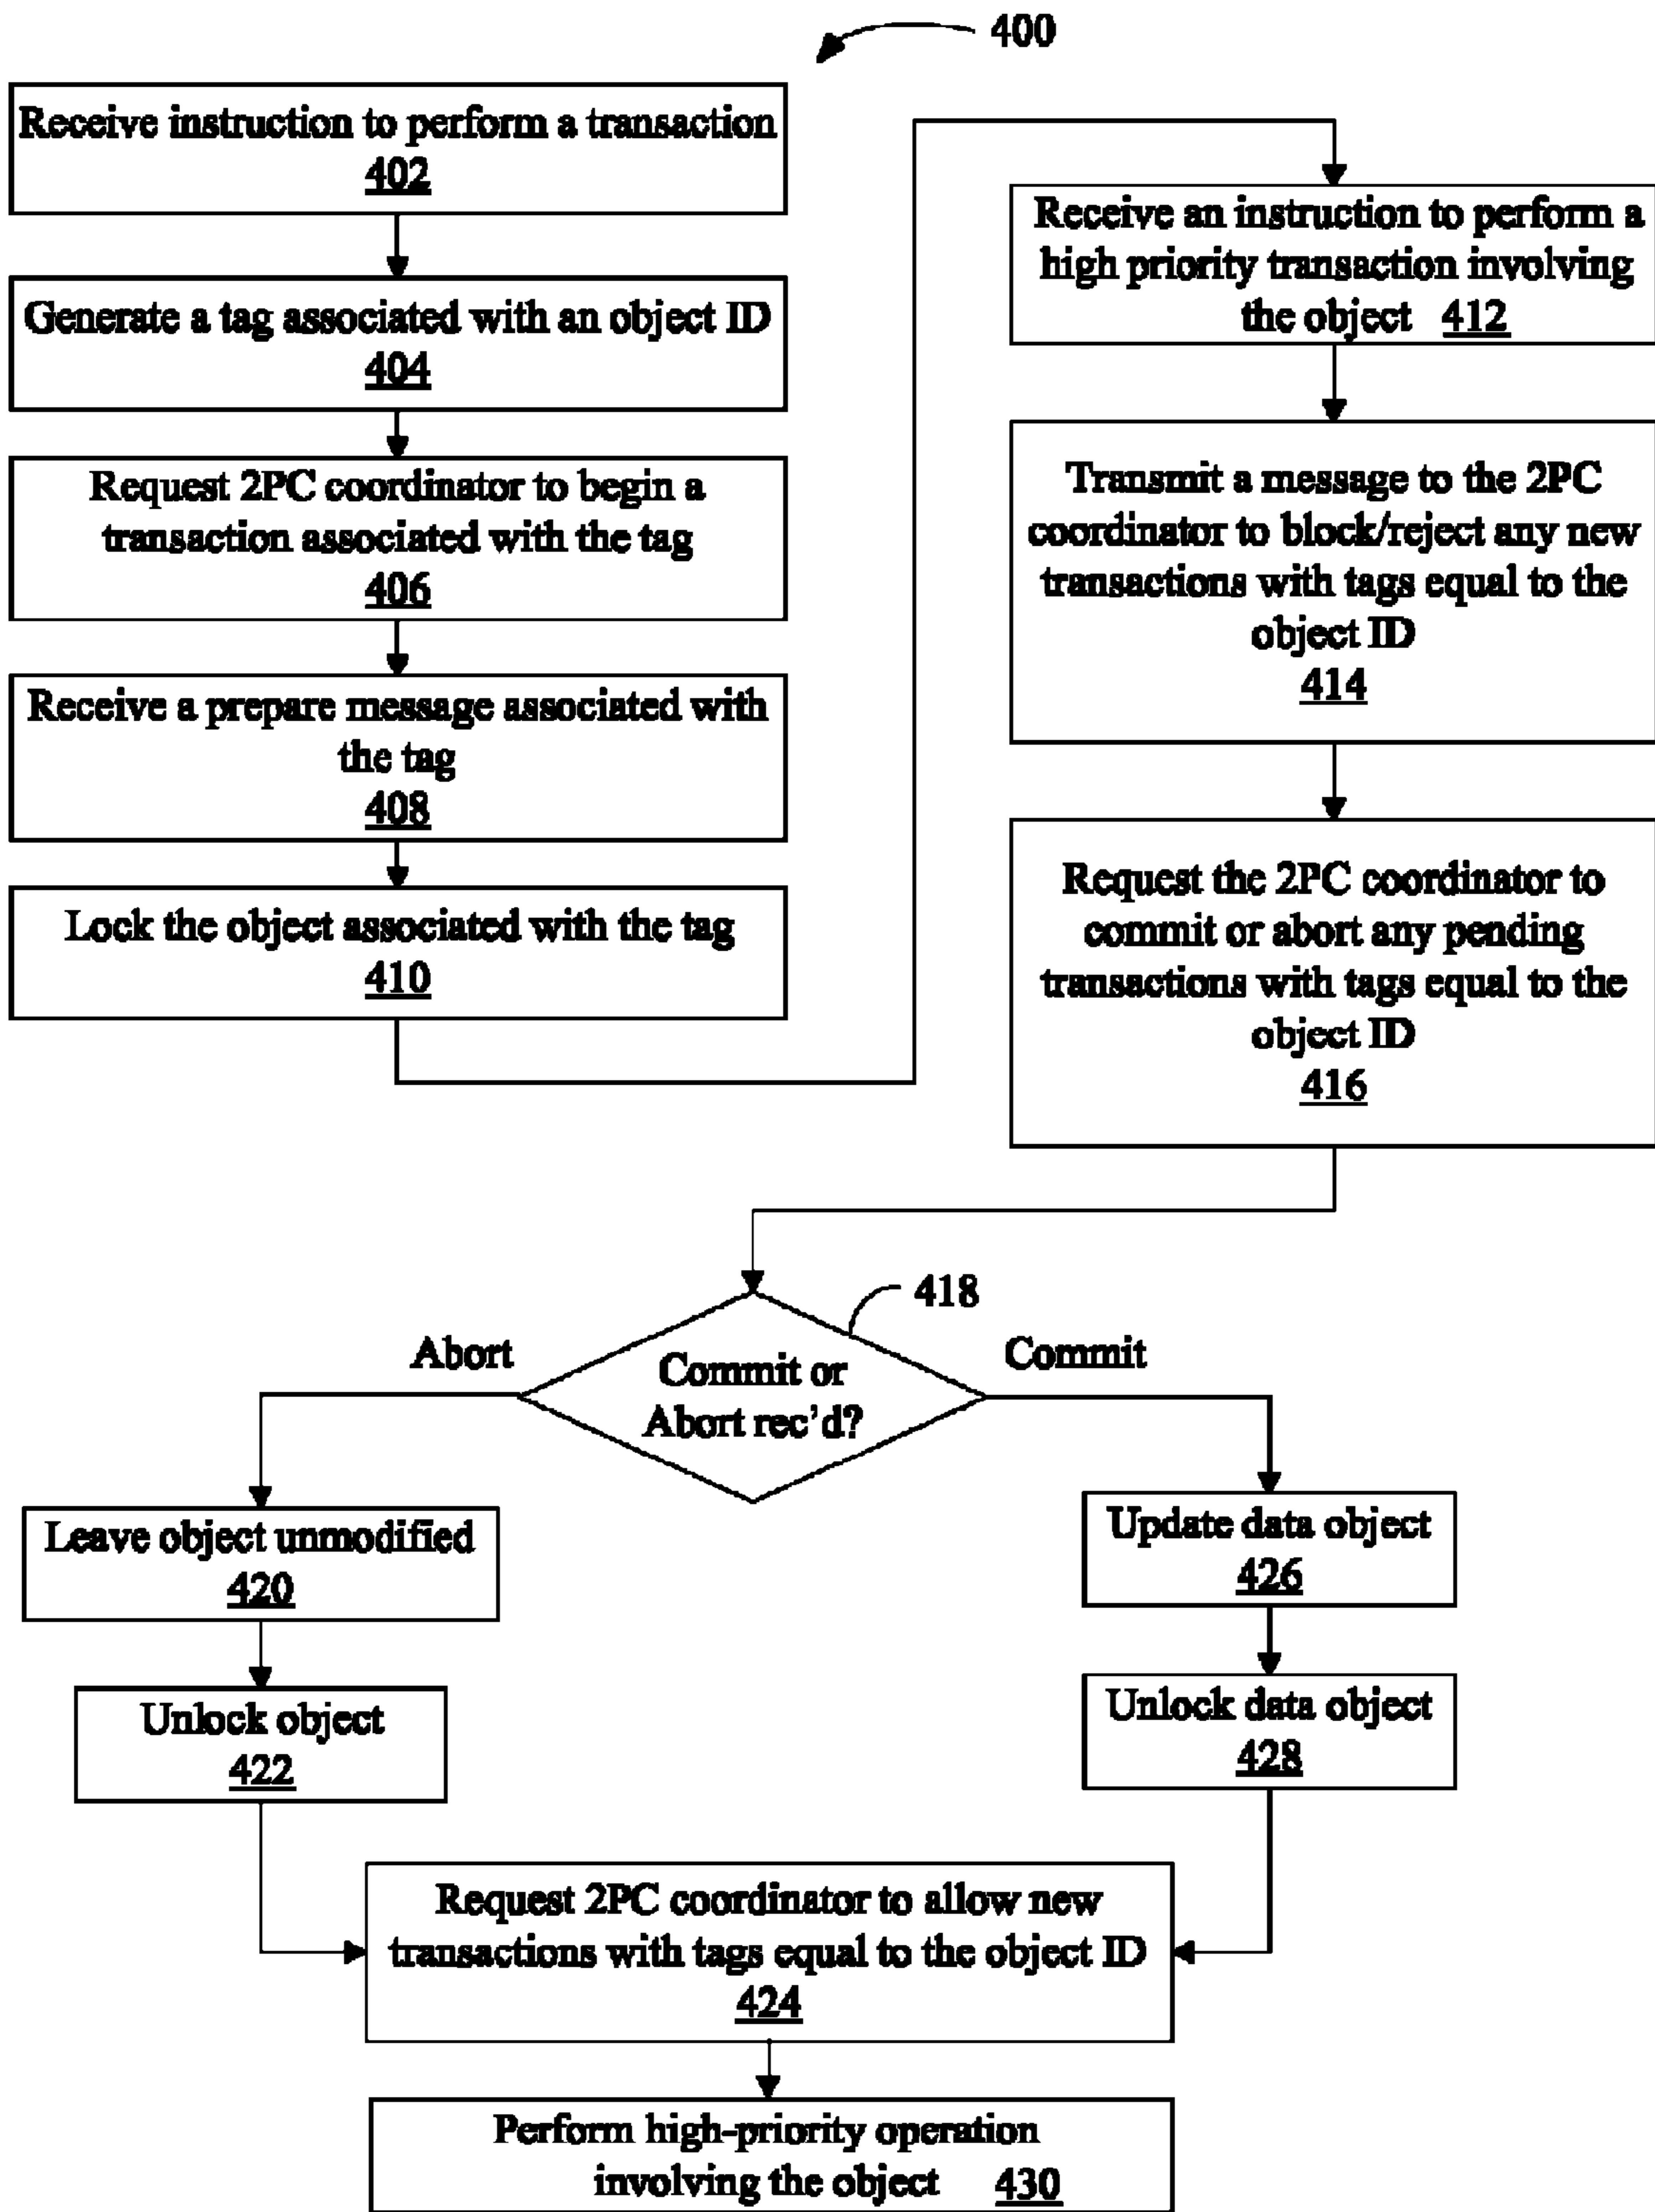 400
Receive instruction to perform a transaction
402
Generate a tag associated with an object ID
404
Request 2PC coordinator to begin a
transaction associated with the tag
406
Receive a prepare message associated with
the tag
408
Lock the object associated with the tag
410
Receive an instruction to perform a
high priority transaction involving
the object 412
Transmit a message to the 2PC
coordinator to block/reject any new
transactions with tags equal to the
object ID
414
Request the 2PC coordinator to
commit or abort any pending
transactions with tags equal to the
object ID
416
418
Abort
Commit or
Abort rec'd?
Commit
Leave object unmodified
420
Unlock object
422
Update data object
426
Unlock data object
428
Request 2PC coordinator to allow new
transactions with tags equal to the object ID
424
Perform high-priority operation
involving the object 430